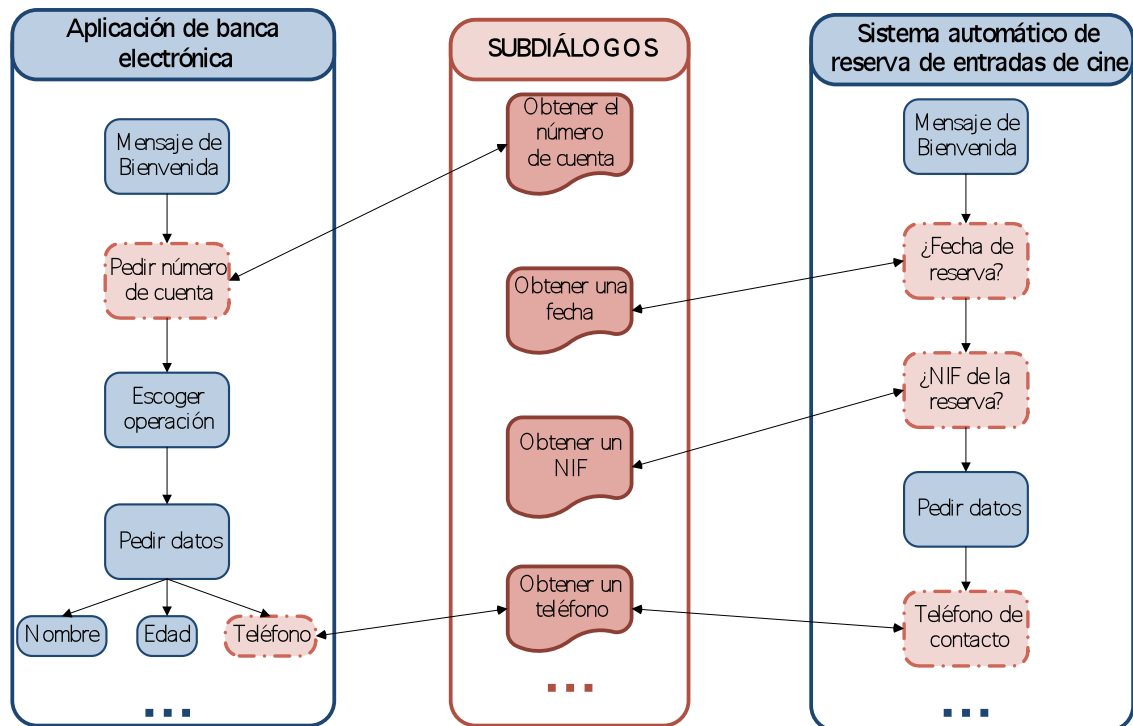 Aplicación de banca
electrónica
Mensaje de
Bienvenida
Pedir número
de cuenta
Escoger
operación
Pedir datos
Nombre
Edad
Teléfono
...
SUBDIÁLOGOS
Obtener el
número
de cuenta
Obtener una
fecha
Obtener un
NIF
Obtener un
teléfono
...
Sistema automático de
reserva de entradas de cine
Mensaje de
Bienvenida
¿Fecha de
reserva?
¿NIF de la
reserva?
Pedir datos
Teléfono de
contacto
...